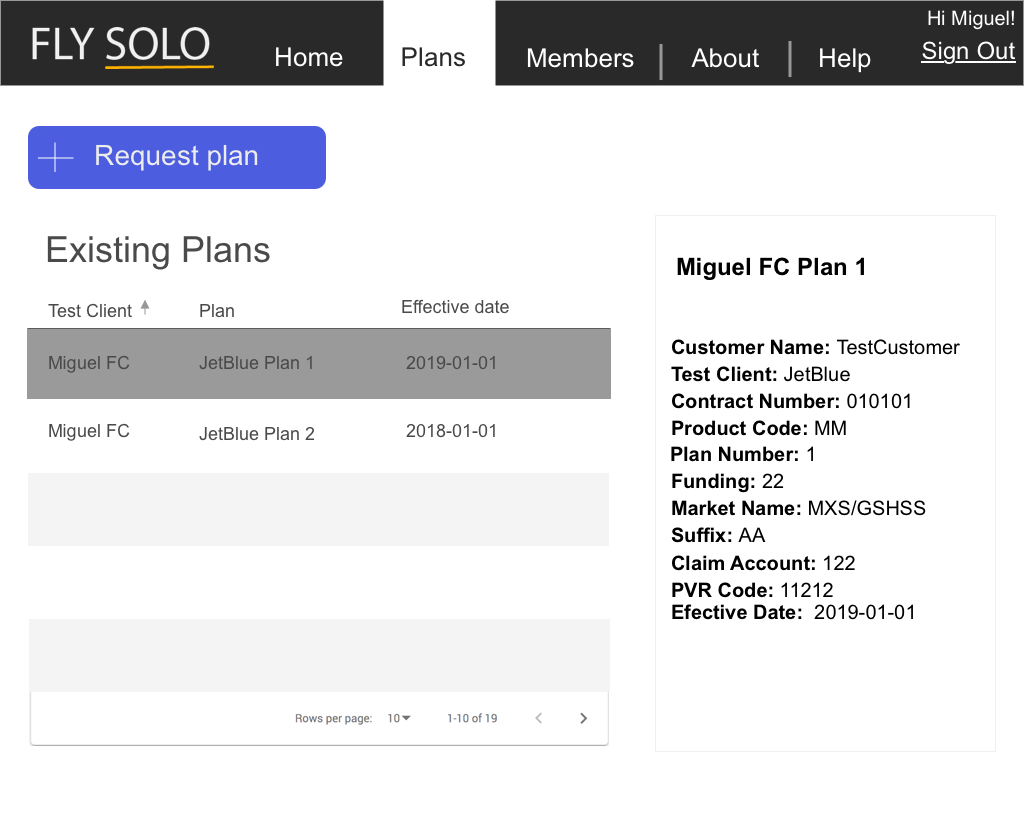 Hi Miguel!
FLY SOLO
Home
Plans
Members
About
Help
Sign Out
Request plan
Existing Plans
Test Client
Plan
Effective date
Miguel FC JetBlue Plan 1 2019-01-01
Miguel FC JetBlue Plan 2 2018-01-01
Rows per page: 10 1-10 of 19
Miguel FC Plan 1
Customer Name: TestCustomer
Test Client: JetBlue
Contract Number: 010101
Product Code: MM
Plan Number: 1
Funding: 22
Market Name: MXS/GSHSS
Suffix: AA
Claim Account: 122
PVR Code: 11212
Efective Date: 2019-01-01